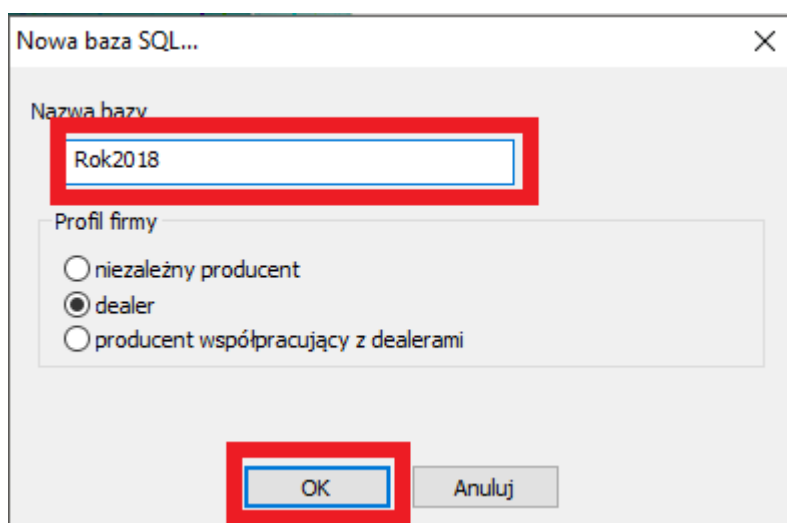 Nowa baza SQL...
Nazwa bazy
Rok2018
Profil firmy
niezależny producent
dealer
producent współpracujący z dealerami
OK
Anuluj